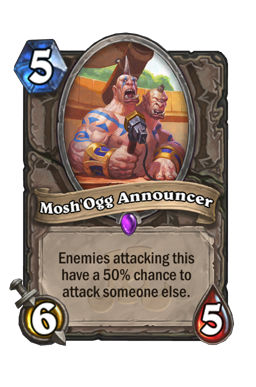 5
Mosh'Ogg Announcer
Enemies attacking this
have a 50% chance to
attack someone else.
6 5